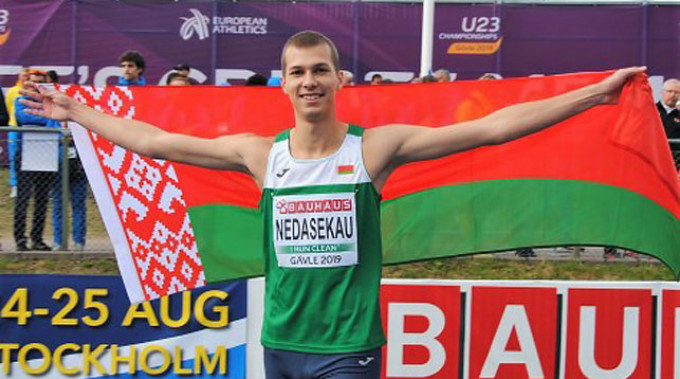 EUROPEAN
ATHLETICS
U23
CHAMPIONSHIPS
GÄVLE 2019
BAUHAUS
NEDASEKAU
I RUN CLEAN
GÄVLE 2019
4-25 AUG
TOCKHOLM
BAU